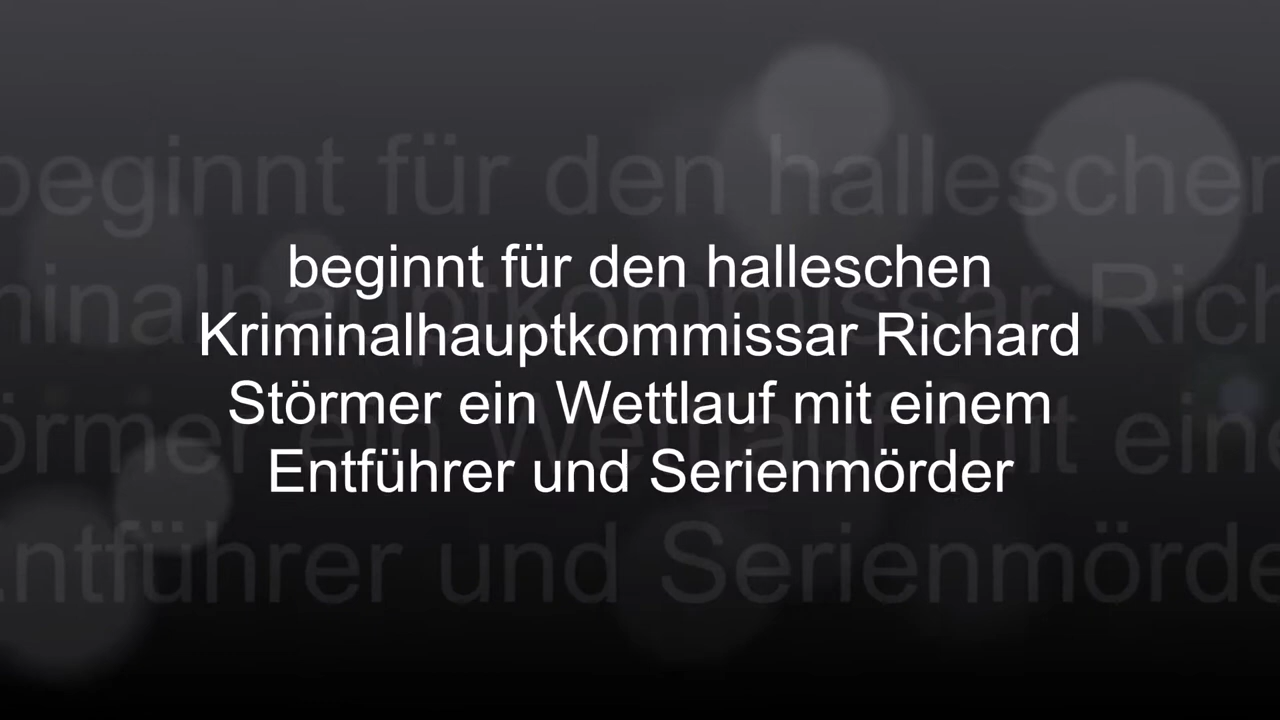 beginnt für den halleschen
Kriminalhauptkommissar Richard
Störmer ein Wettlauf mit einem
Entführer und Serienmörder